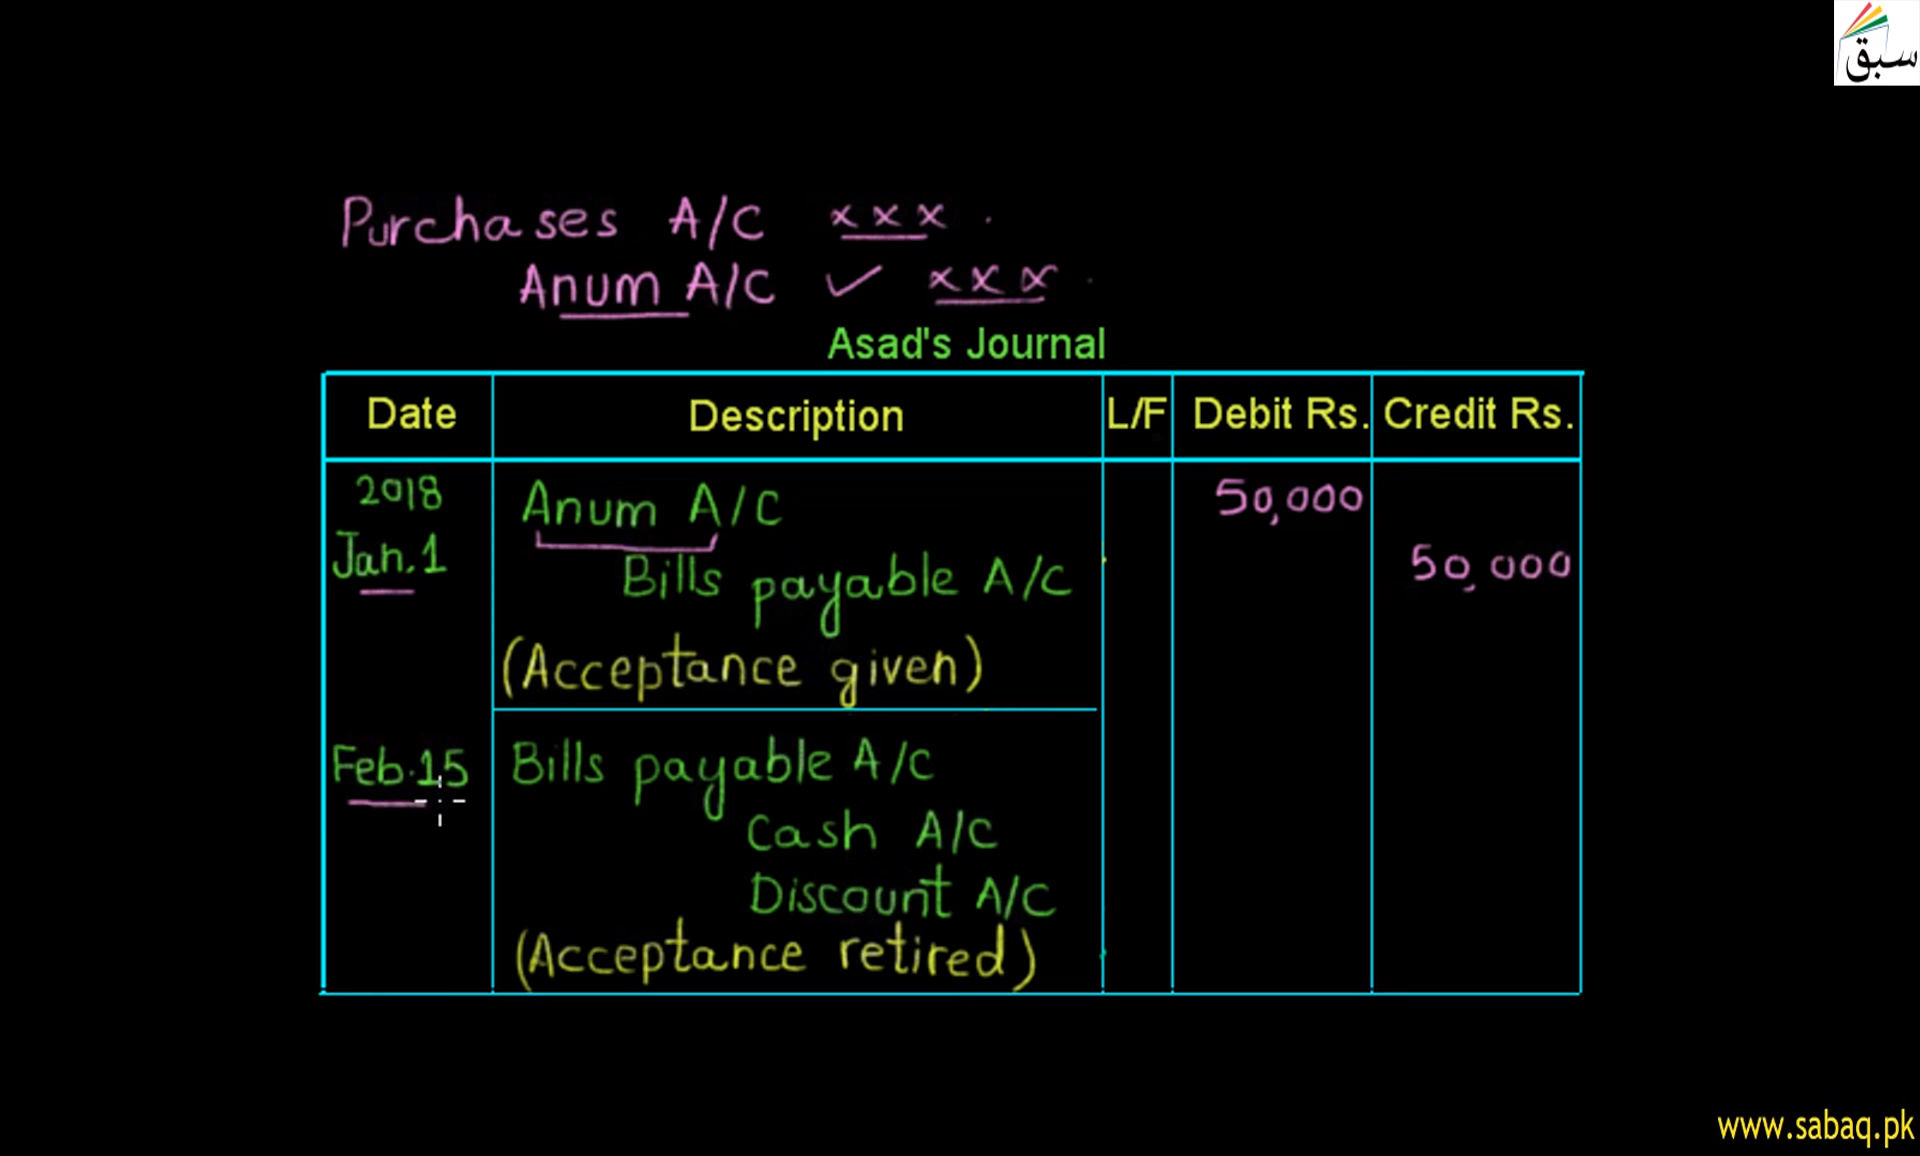 سبق
Purchases A/C xxx
Anum A/C ✓ xxx
Asad's Journal
Date Description L/F Debit Rs. Credit Rs.
2018 Anum A/C 50,000
Jan.1 Bills payable A/C 50,000
(Acceptance given)
Feb.15 Bills payable A/C
Cash A/C
Discount A/C
(Acceptance retired)
www.sabaq.pk